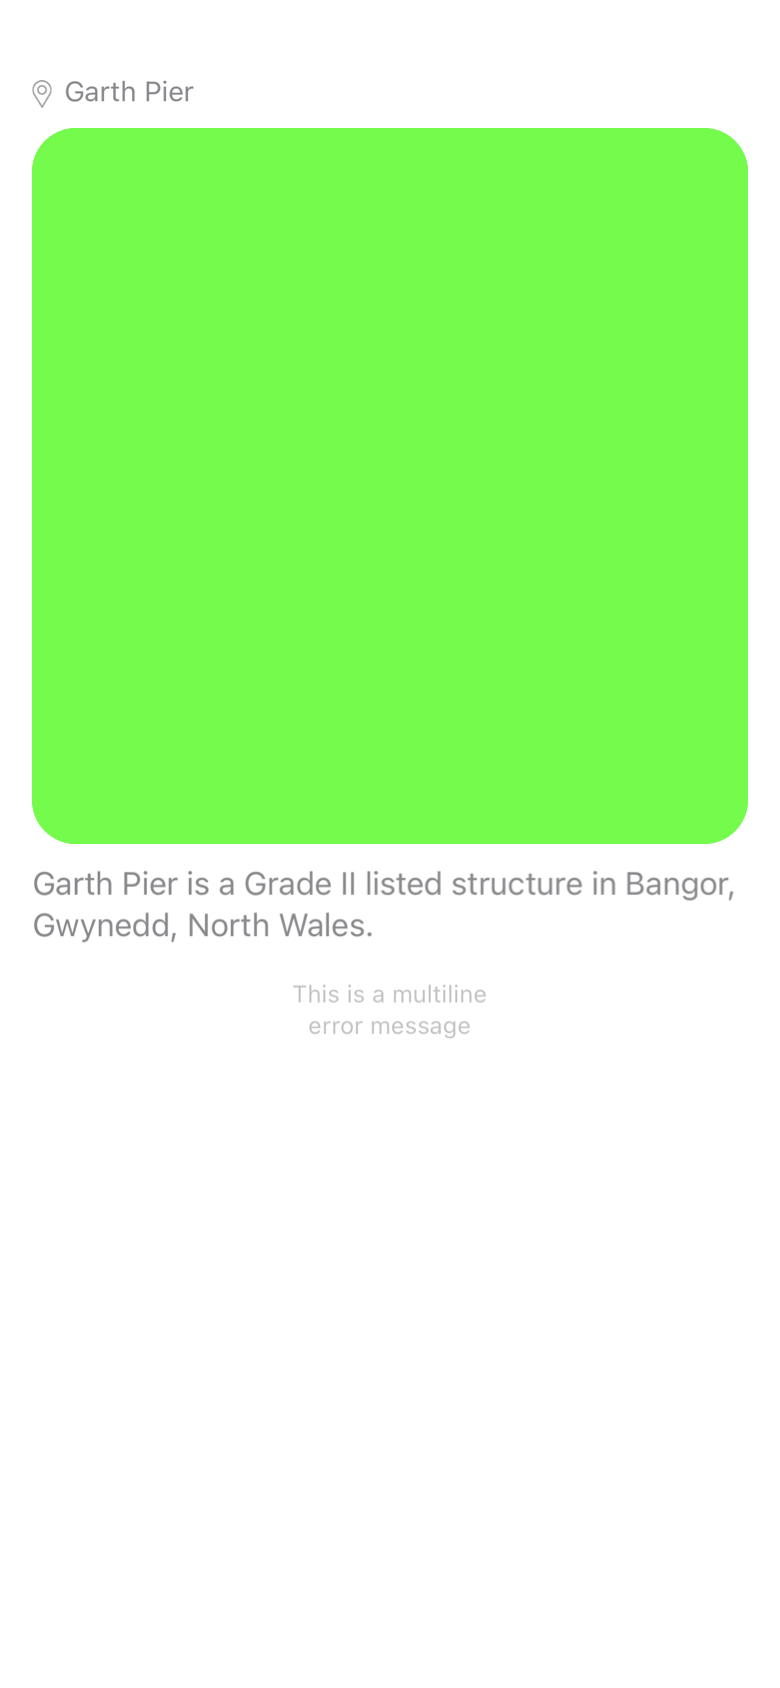 Garth Pier
Garth Pier is a Grade II listed structure in Bangor,
Gwynedd, North Wales.
This is a multiline
error message